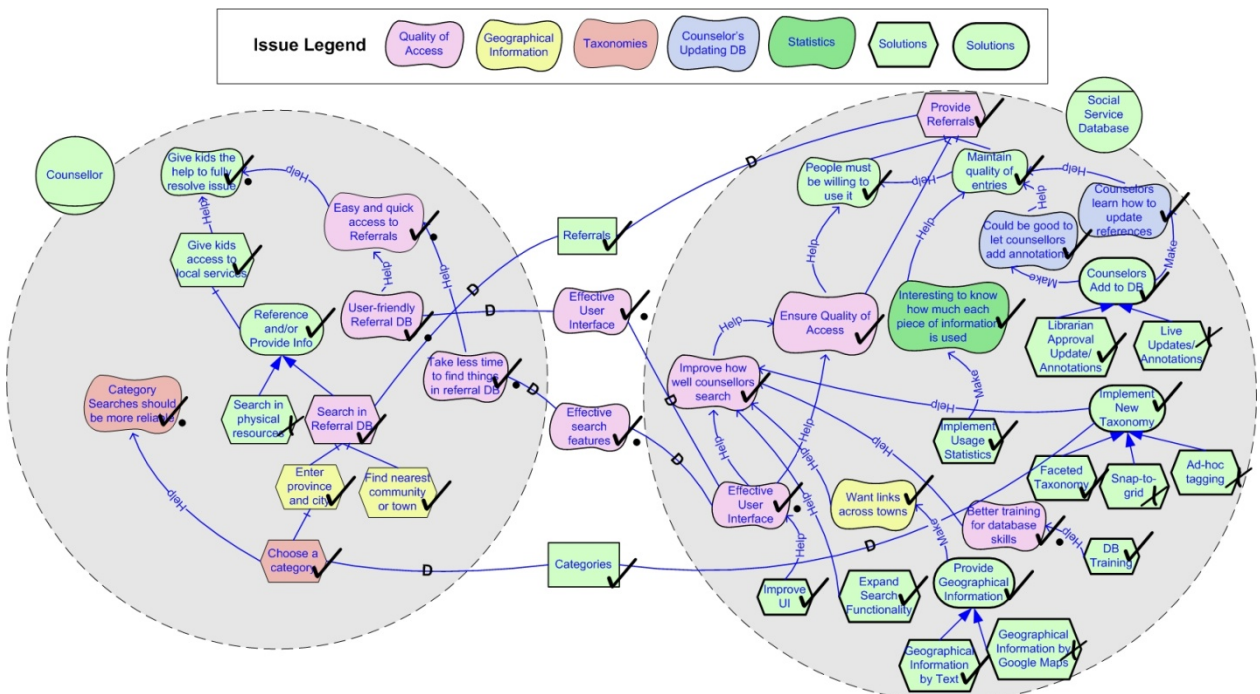 Issue Legend
Quality of
Access
Geographical
Information
Taxonomies
Counselor's
Updating DB
Statistics
Solutions
Solutions
Counsellor
Give kids the
help to fully
resolve issue
Help
Easy and quick
access to
Referrals
Help
Give kids
access to
local services
Help
Help
User-friendly
Referral DB
Reference
and/or
Provide Info
Take less time
to find things
in referral DB
Category
Searches should
be more reliable
Search in
physical
resources
Search in
Referral DB
Enter
province
and city
Find nearest
community
or town
Help
Choose a
category
D
D
D
D
Referrals
Effective
User
Interface
Effective
search
features
Categories
D
D
D
D
Social
Service
Database
Provide
Referrals
People must
be willing to
use it
Help
Maintain
quality of
entries
Help
Help
Counselors
learn how to
update
references
Could be good to
let counsellors
add annotation
Help
Help
Make
Make
Counselors
Add to DB
Ensure Quality of
Access
Interesting to know
how much each
piece of information
is used
Librarian
Approval
Update/
Annotations
Live
Updates/
Annotations
Help
Improve how
well counsellors
search
Make
Help
Implement
New
Taxonomy
Help
Implement
Usage
Statistics
Help
Help
Help
Help
Faceted
Taxonomy
Snap-to-
grid
Ad-hoc
tagging
Effective
User
Interface
Want links
across towns
Better training
for database
skills
Help
DB
Training
Make
Help
Improve
UI
Expand
Search
Functionality
Provide
Geographical
Information
Geographical
Information
by Text
Geographical
Information by
Google Maps